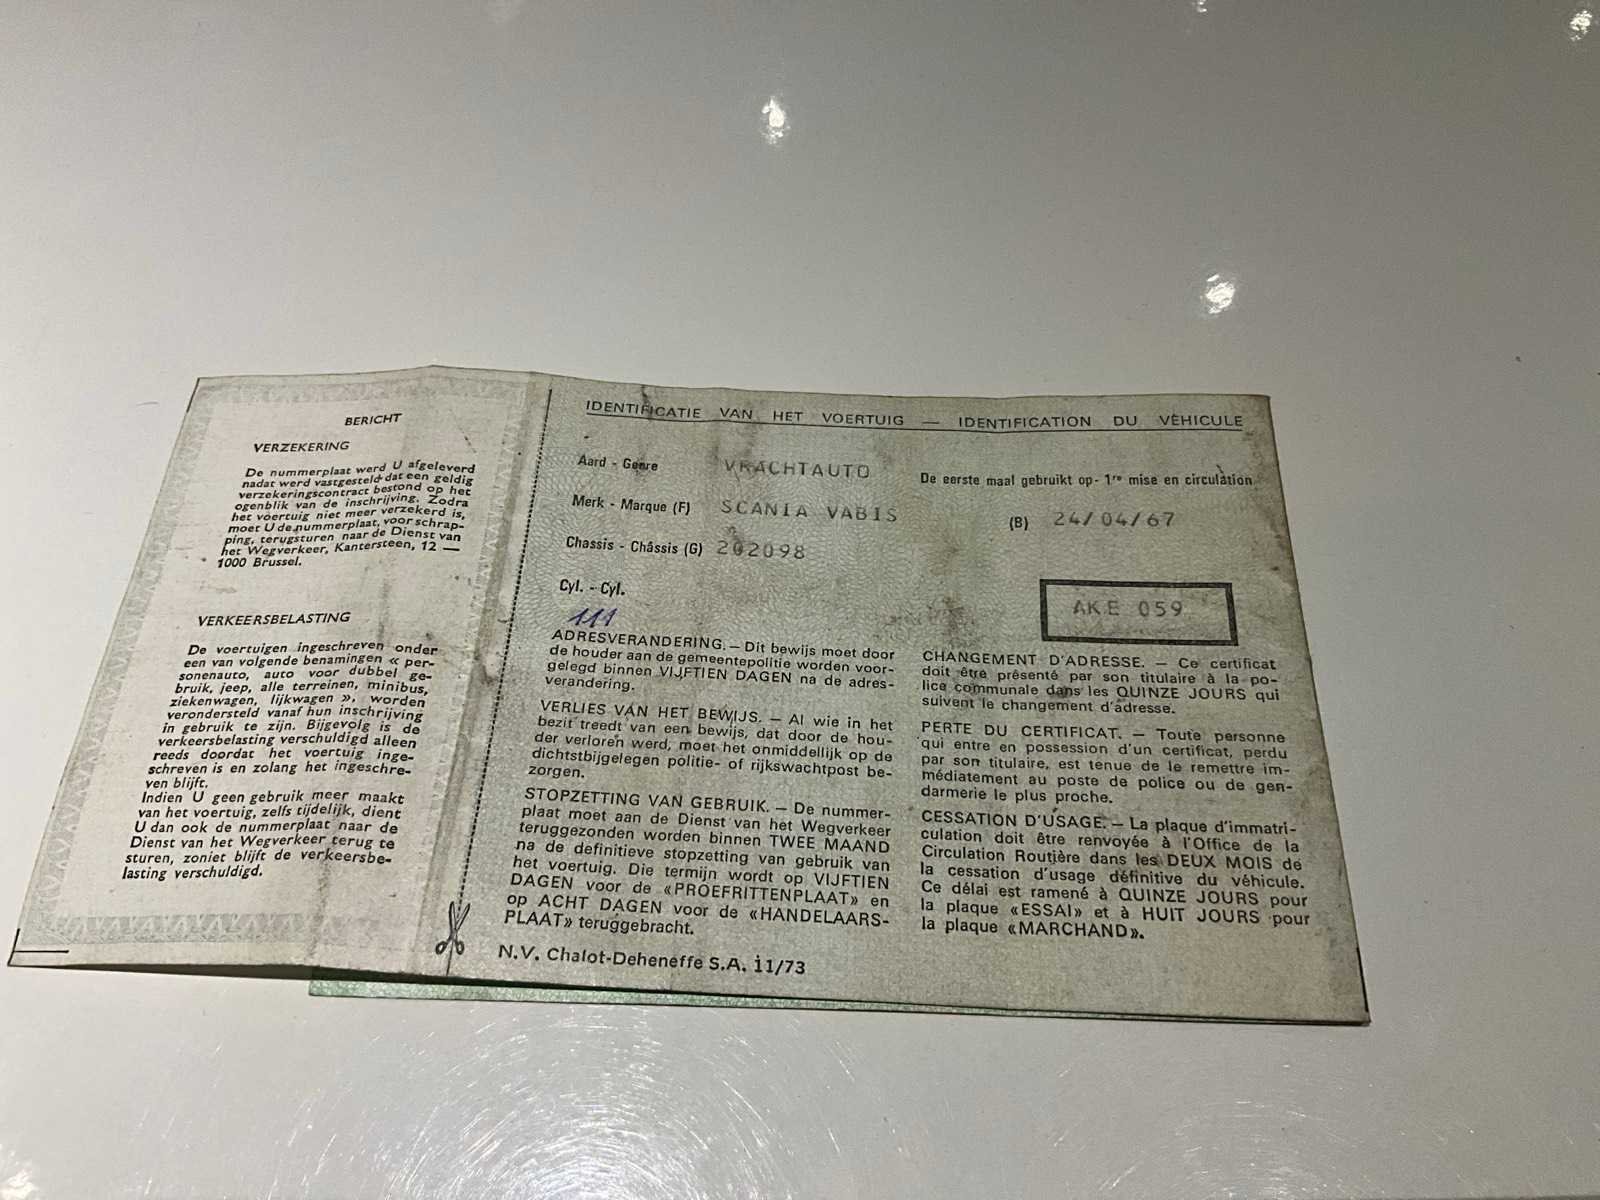 BERICHT
VERZEKERING
De nummerplaat werd U afgeleverd
nadat werd vastgesteld dat een geldig
verzekeringscontract bestond op het
ogenblik van de inschrijving. Zodra
het voertuig niet meer verzekerd is,
moet U de nummerplaat, voor schrap-
ping, terugsturen naar de Dienst van
het Wegverkeer, Kantersteen, 12 —
1000 Brussel.
VERKEERSBELASTING
De voertuigen ingeschreven onder
een van volgende benamingen « per-
sonenauto, auto voor dubbel ge-
bruik, jeep, alle terreinen, minibus,
ziekenwagen, lijkwagen », worden
verondersteld vanaf hun inschrijving
in gebruik te zijn. Bijgevolg is de
verkeersbelasting verschuldigd alleen
reeds doordat het voertuig inge-
schreven is en zolang het ingeschre-
ven blijft.
Indien U geen gebruik meer maakt
van het voertuig, zelfs tijdelijk, dient
U dan ook de nummerplaat naar de
Dienst van het Wegverkeer terug te
sturen, zoniet blijft de verkeersbe-
lasting verschuldigd.
IDENTIFICATIE VAN HET VOERTUIG — IDENTIFICATION DU VÉHICULE
Aard - Genre VRACHTAUTO
Merk - Marque (F) SCANIA VABIS
Chassis - Châssis (G) 202098
Cyl. - Cyl.
111
De eerste maal gebruikt op - 1re mise en circulation
(B) 24/04/67
AKE 059
ADRESVERANDERING. — Dit bewijs moet door
de houder aan de gemeentepolitie worden voor-
gelegd binnen VIJFTIEN DAGEN na de adres-
verandering.
VERLIES VAN HET BEWIJS. — Al wie in het
bezit treedt van een bewijs, dat door de hou-
der verloren werd, moet het onmiddellijk op de
dichtstbijgelegen politie- of rijkswachtpost be-
zorgen.
STOPZETTING VAN GEBRUIK. — De nummer-
plaat moet aan de Dienst van het Wegverkeer
teruggezonden worden binnen TWEE MAAND
na de definitieve stopzetting van gebruik van
het voertuig. Die termijn wordt op VIJFTIEN
DAGEN voor de «PROEFRITTENPLAAT» en
op ACHT DAGEN voor de «HANDELAARS-
PLAAT» teruggebracht.
N.V. Chalot-Deheneffe S.A. 11/73
CHANGEMENT D'ADRESSE. — Ce certificat
doit être présenté par son titulaire à la po-
lice communale dans les QUINZE JOURS qui
suivent le changement d'adresse.
PERTE DU CERTIFICAT. — Toute personne
qui entre en possession d'un certificat, perdu
par son titulaire, est tenue de le remettre im-
médiatement au poste de police ou de gen-
darmerie le plus proche.
CESSATION D'USAGE. — La plaque d'immatri-
culation doit être renvoyée à l'Office de la
Circulation Routière dans les DEUX MOIS de
la cessation d'usage définitive du véhicule.
Ce délai est ramené à QUINZE JOURS pour
la plaque «ESSAI» et à HUIT JOURS pour
la plaque «MARCHAND».